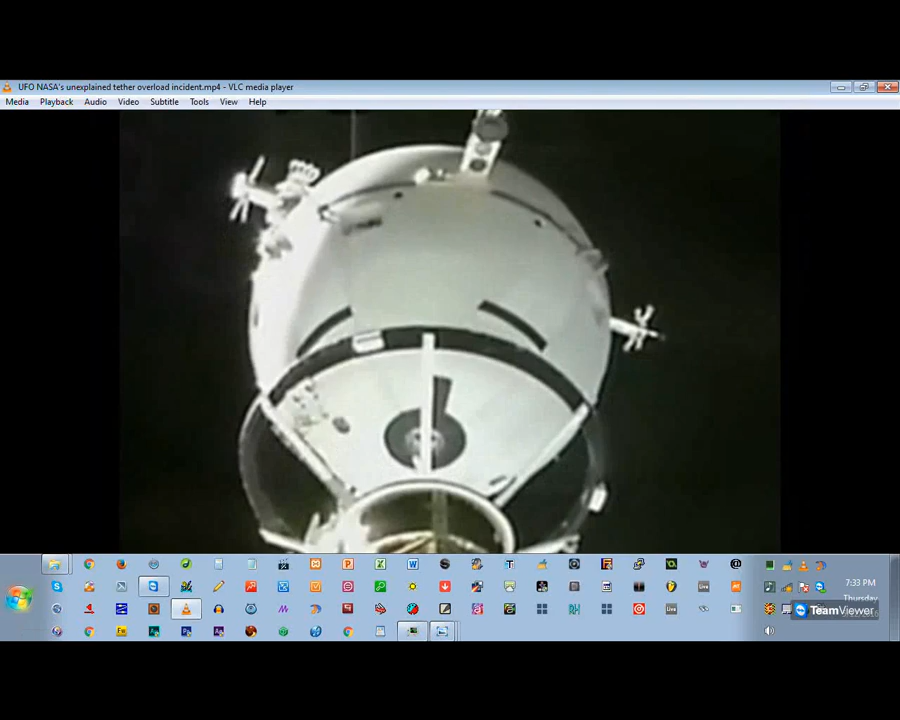 UFO NASA's unexplained tether overload incident.mp4 - VLC media player
Media Playback Audio Video Subtitle Tools View Help
7:33 PM
Thursday
TeamViewer